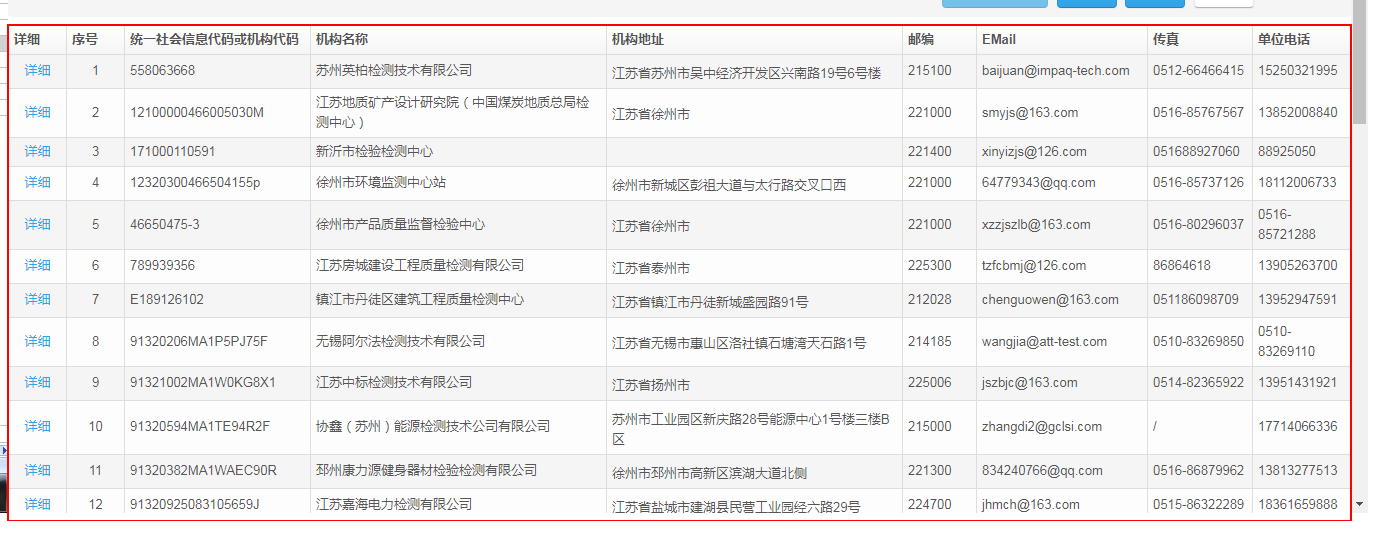 详细 序号 统一社会信息代码或机构代码 机构名称 机构地址 邮编 EMail 传真 单位电话
详细 1 558063668 苏州英柏检测技术有限公司 江苏省苏州市吴中经济开发区兴南路19号6号楼 215100 baijuan@impaq-tech.com 0512-66466415 15250321995
详细 2 12100000466005030M 江苏地质矿产设计研究院（中国煤炭地质总局检 江苏省徐州市 221000 smyjs@163.com 0516-85767567 13852008840
测中心）
详细 3 171000110591 新沂市检验检测中心 221400 xinyizjs@126.com 051688927060 88925050
详细 4 12320300466504155p 徐州市环境监测中心站 徐州市新城区彭祖大道与太行路交叉口西 221000 64779343@qq.com 0516-85737126 18112006733
详细 5 46650475-3 徐州市产品质量监督检验中心 江苏省徐州市 221000 xzzjszlb@163.com 0516-80296037 0516-
85721288
详细 6 789939356 江苏房城建设工程质量检测有限公司 江苏省泰州市 225300 tzfcbmj@126.com 86864618 13905263700
详细 7 E189126102 镇江市丹徒区建筑工程质量检测中心 江苏省镇江市丹徒新城盛园路91号 212028 chenguowen@163.com 051186098709 13952947591
详细 8 91320206MA1P5PJ75F 无锡阿尔法检测技术有限公司 江苏省无锡市惠山区洛社镇石塘湾天石路1号 214185 wangjia@att-test.com 0510-83269850 0510-
83269110
详细 9 91321002MA1W0KG8X1 江苏中标检测技术有限公司 江苏省扬州市 225006 jszbjc@163.com 0514-82365922 13951431921
详细 10 91320594MA1TE94R2F 协鑫（苏州）能源检测技术公司有限公司 苏州市工业园区新庆路28号能源中心1号楼三楼B 215000 zhangdi2@gclsi.com / 17714066336
区
详细 11 91320382MA1WAEC90R 邳州康力源健身器材检验检测有限公司 徐州市邳州市高新区滨湖大道北侧 221300 834240766@qq.com 0516-86879962 13813277513
详细 12 91320925083105659J 江苏嘉海电力检测有限公司 江苏省盐城市建湖县民营工业园经六路29号 224700 jhmch@163.com 0515-86322289 18361659888